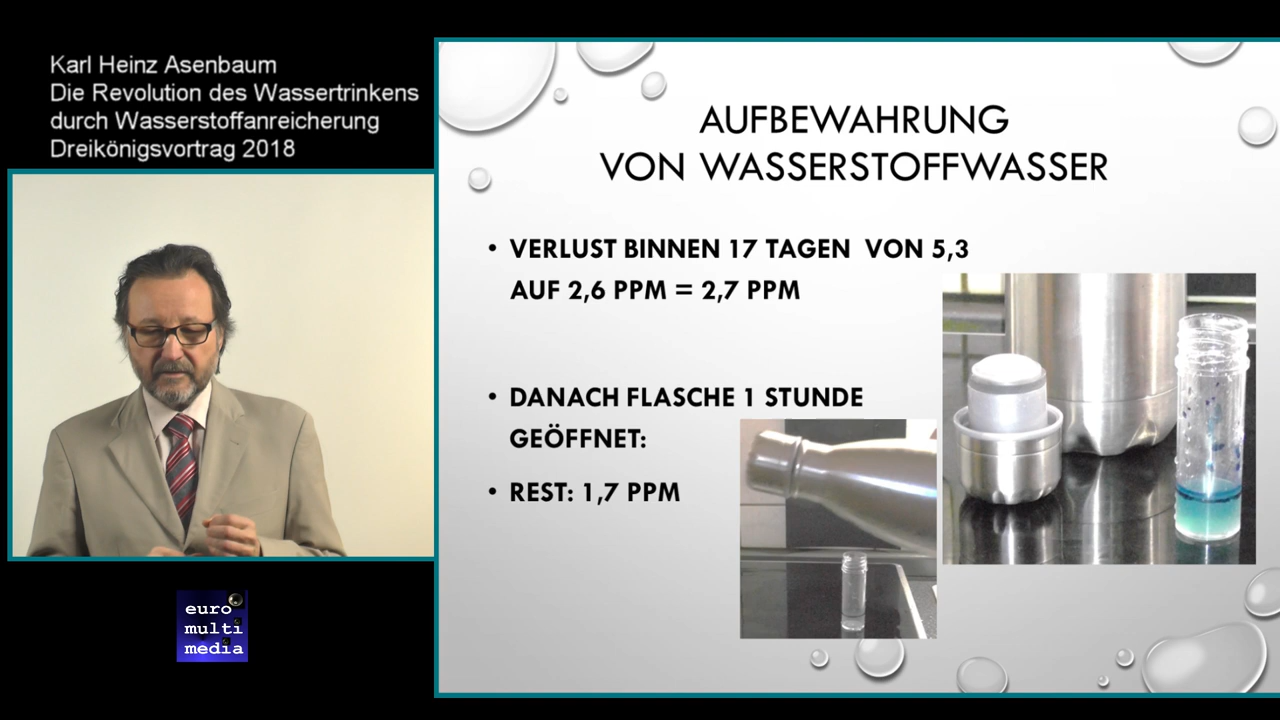 Karl Heinz Asenbaum
Die Revolution des Wassertrinkens
durch Wasserstoffanreicherung
Dreikönigsvortrag 2018
AUFBEWAHRUNG
VON WASSERSTOFFWASSER
• VERLUST BINNEN 17 TAGEN VON 5,3
AUF 2,6 PPM = 2,7 PPM
• DANACH FLASCHE 1 STUNDE
GEÖFFNET:
• REST: 1,7 PPM
euro
multi
media